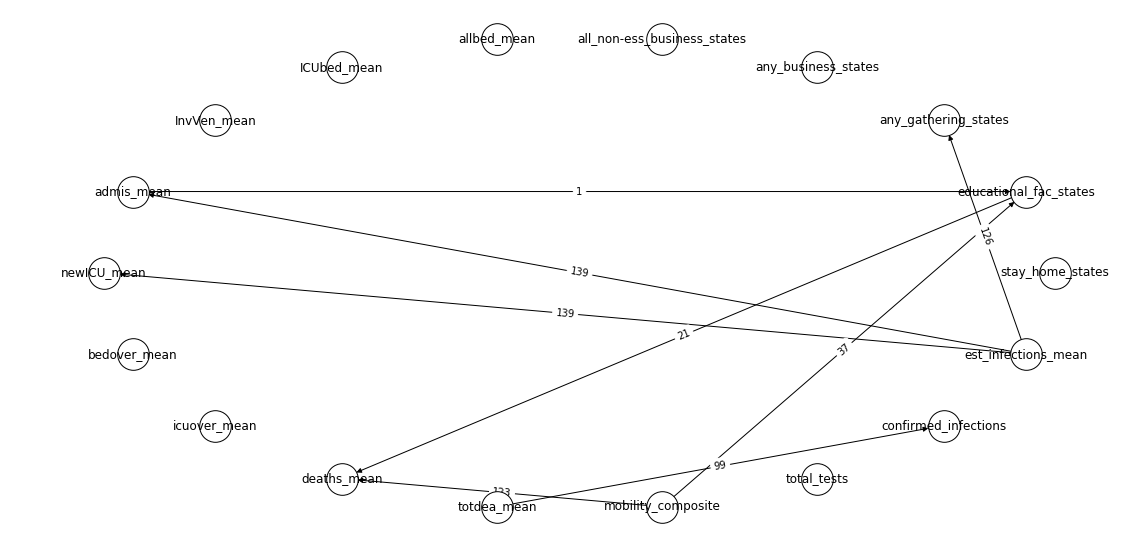 allbed_mean
all_non-ess_business_states
ICUbed_mean
any_business_states
InvVen_mean
any_gathering_states
admis_mean
1
educational_fac_states
126
newICU_mean
139
stay_home_states
139
21
37
bedover_mean
est_infections_mean
icuover_mean
confirmed_infections
99
deaths_mean
123
total_tests
totdea_mean
mobility_composite